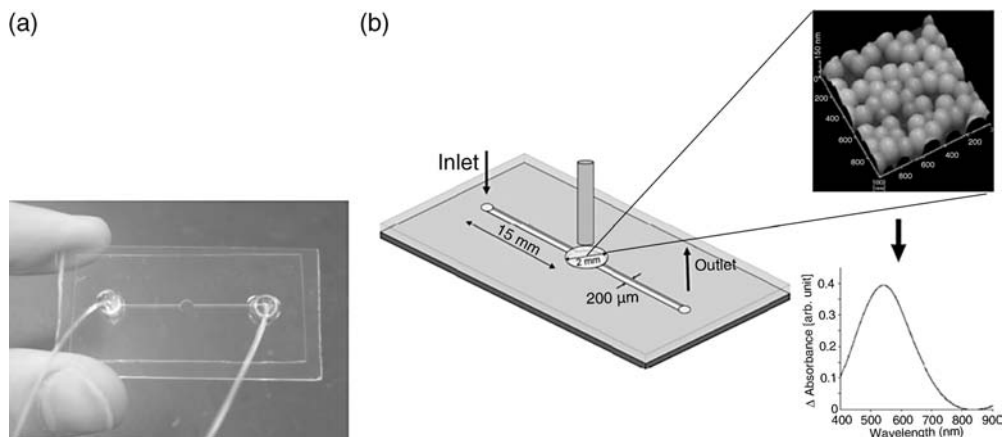 (a)
(b)
Inlet
15 mm
2 mm
200 µm
Outlet
150 nm
0
200
400
600
800
800
600
400
200
Δ Absorbance [arb. unit]
0.4
0.3
0.2
0.1
0
400 500 600 700 800 900
Wavelength (nm)